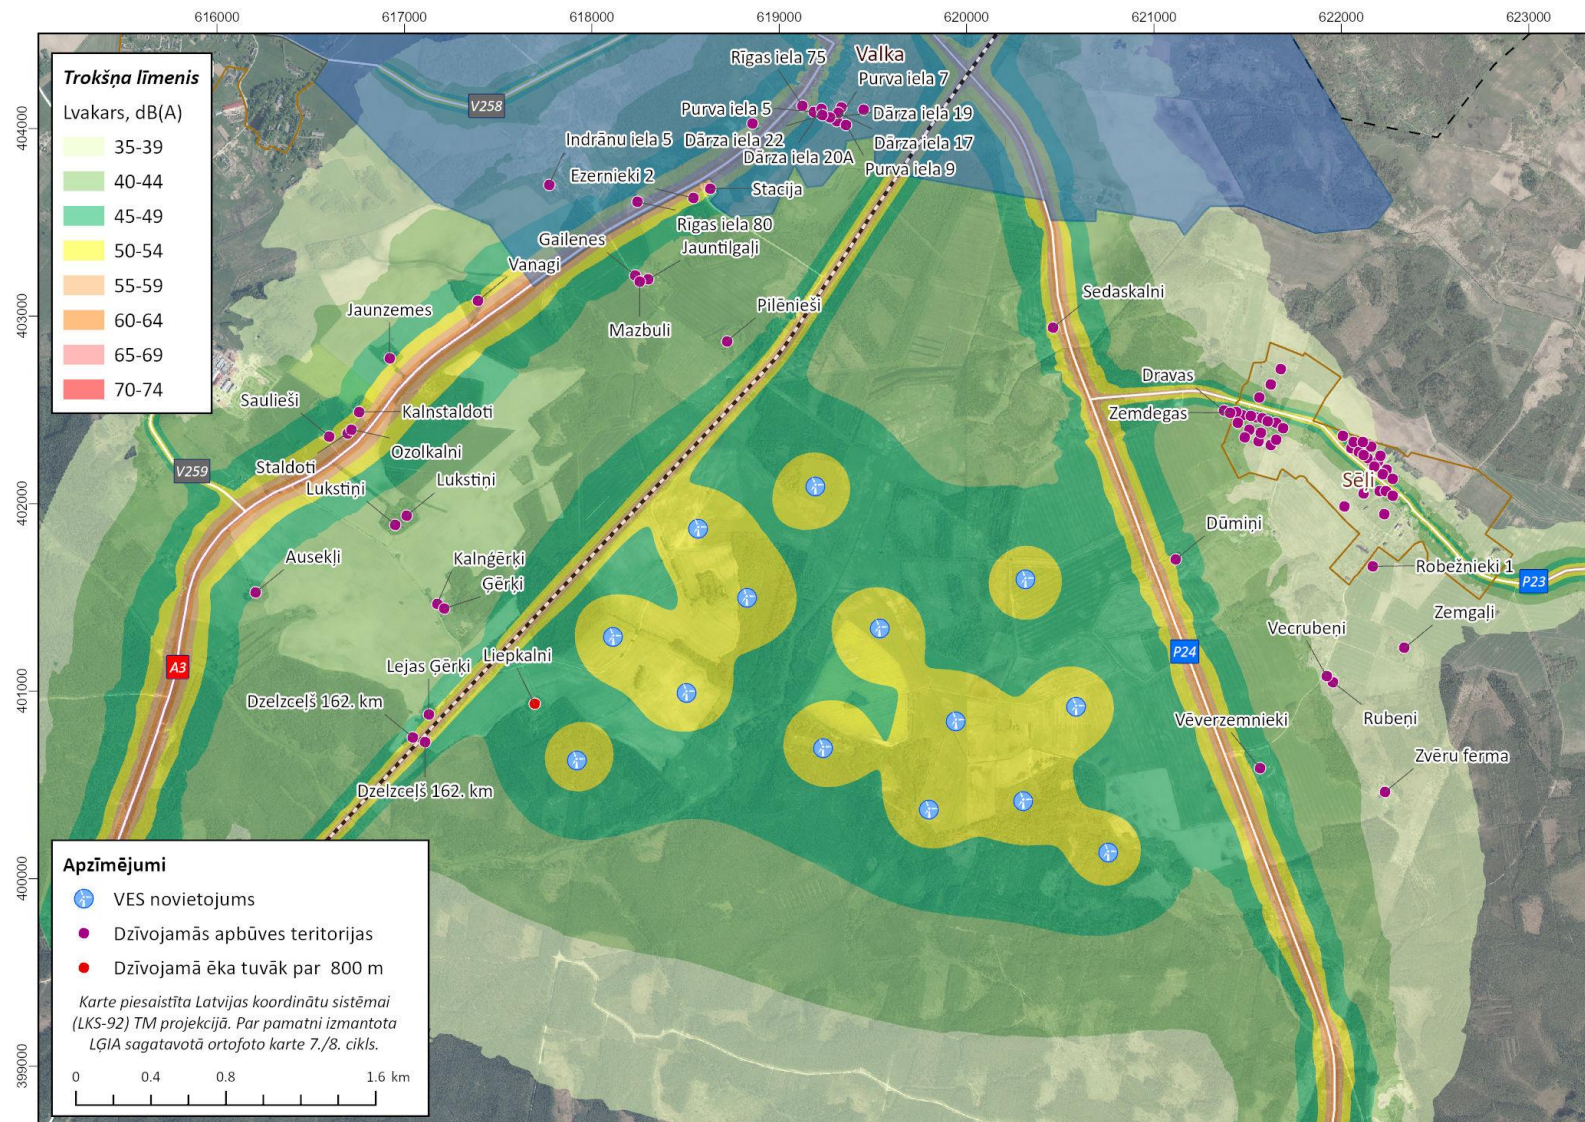 616000 617000 618000 619000 620000 621000 622000 623000
404000
403000
402000
401000
400000
399000
Trokšņa līmenis
Lvakars, dB(A)
35-39
40-44
45-49
50-54
55-59
60-64
65-69
70-74
V258
Rīgas iela 75
Valka
Purva iela 7
Purva iela 5
Dārza iela 19
Indrānu iela 5
Dārza iela 22
Dārza iela 17
Dārza iela 20A
Purva iela 9
Ezernieki 2
Stacija
Rīgas iela 80
Gailenes
Jauntilgaļi
Vanagi
Mazbuli
Pilēnieši
Sedaskalni
Jaunzemes
Dravas
Zemdegas
Saulieši
Kalnstaldoti
Ozolkalni
V259
Staldoti
Lukstiņi
Lukstiņi
Sēļi
Dūmiņi
Ausekļi
Kalnģērķi
Ģērķi
Robežnieki 1
P23
Zemgaļi
Vecrubeņi
A3
Lejas Ģērķi
Liepkalni
P24
Dzelzceļš 162. km
Vēverzemnieki
Rubeņi
Zvēru ferma
Dzelzceļš 162. km
Apzīmējumi
VES novietojums
Dzīvojamās apbūves teritorijas
Dzīvojamā ēka tuvāk par 800 m
Karte piesaistīta Latvijas koordinātu sistēmai
(LKS-92) TM projekcijā. Par pamatni izmantota
LĢIA sagatavotā ortofoto karte 7./8. cikls.
0 0.4 0.8 1.6 km